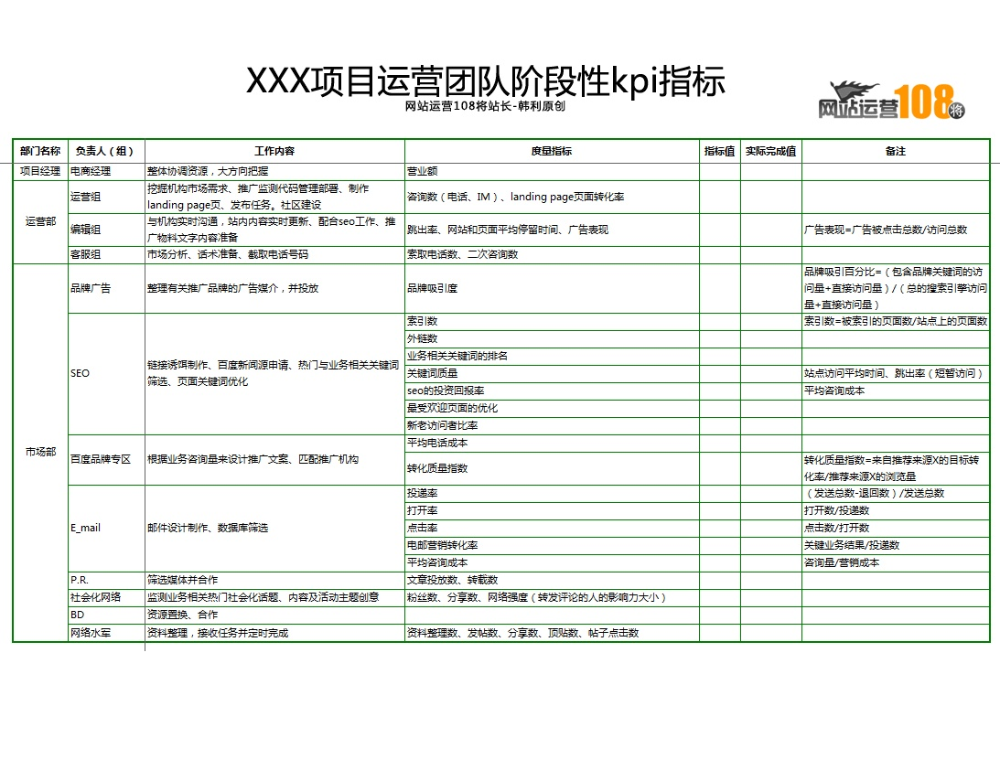 XXX项目运营团队阶段性kpi指标
网站运营108将站长-韩利原创
网站运营108将
部门名称 负责人（组） 工作内容 度量指标 指标值 实际完成值 备注
项目经理 电商经理 整体协调资源，大方向把握 营业额
运营部
运营组
挖掘机构市场需求、推广监测代码管理部署、制作
landing page页、发布任务。社区建设
咨询数（电话、IM）、landing page页面转化率
编辑组
与机构实时沟通，站内内容实时更新、配合seo工作、推
广物料文字内容准备
跳出率、网站和页面平均停留时间、广告表现
广告表现=广告被点击总数/访问总数
客服组 市场分析、话术准备、截取电话号码 索取电话数、二次咨询数
市场部
品牌广告 整理有关推广品牌的广告媒介，并投放 品牌吸引度
品牌吸引百分比=（包含品牌关键词的访
问量+直接访问量）/（总的搜索引擎访问
量+直接访问量）
SEO
链接诱饵制作、百度新闻源申请、热门与业务相关关键词
筛选、页面关键词优化
索引数 索引数=被索引的页面数/站点上的页面数
外链数
业务相关关键词的排名
关键词质量 站点访问平均时间、跳出率（短暂访问）
seo的投资回报率 平均咨询成本
最受欢迎页面的优化
新老访问者比率
百度品牌专区 根据业务咨询量来设计推广文案、匹配推广机构
平均电话成本
转化质量指数
转化质量指数=来自推荐来源X的目标转
化率/推荐来源X的浏览量
E_mail 邮件设计制作、数据库筛选
投递率 （发送总数-退回数）/发送总数
打开率 打开数/投递数
点击率 点击数/打开数
电邮营销转化率 关键业务结果/投递数
平均咨询成本 咨询量/营销成本
P.R. 筛选媒体并合作 文章投放数、转载数
社会化网络 监测业务相关热门社会化话题、内容及活动主题创意 粉丝数、分享数、网络强度（转发评论的人的影响力大小）
BD 资源置换、合作
网络水军 资料整理，接收任务并定时完成 资料整理数、发帖数、分享数、顶贴数、帖子点击数